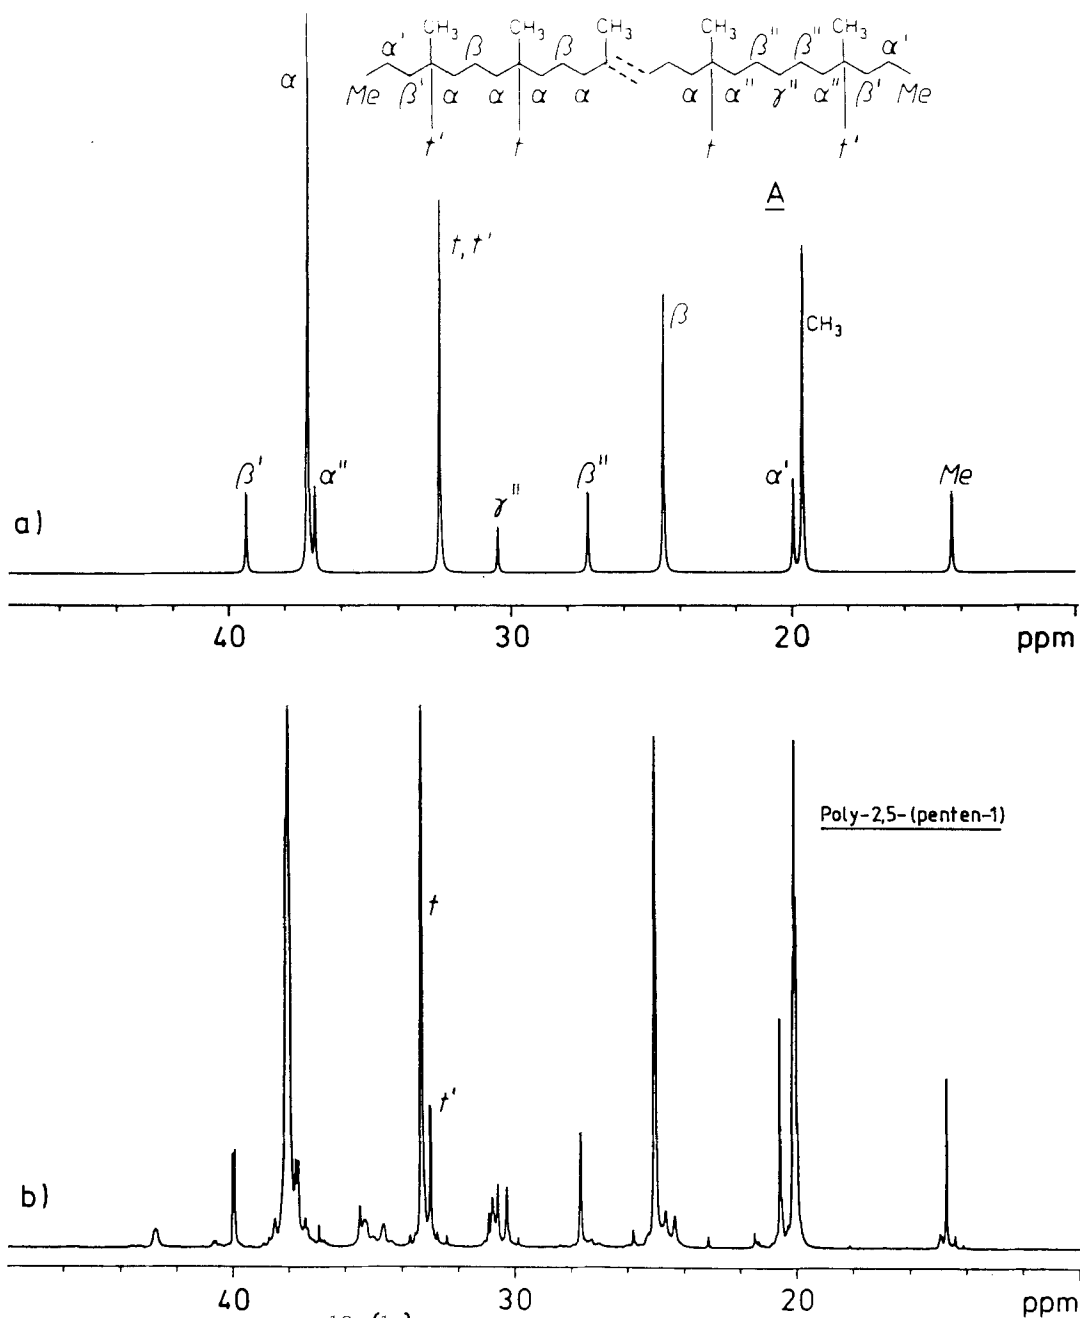 CH₃ CH₃ CH₃ CH₃ CH₃
α' β β β'' β'' α'
Me β' α α α α α α'' γ'' α'' β' Me
t' t t t'
A
α
t, t'
β
CH₃
β' α'' γ'' β'' α' Me
a)
40 30 20 ppm
Poly-2,5-(penten-1)
t
t'
b)
40 30 20 ppm